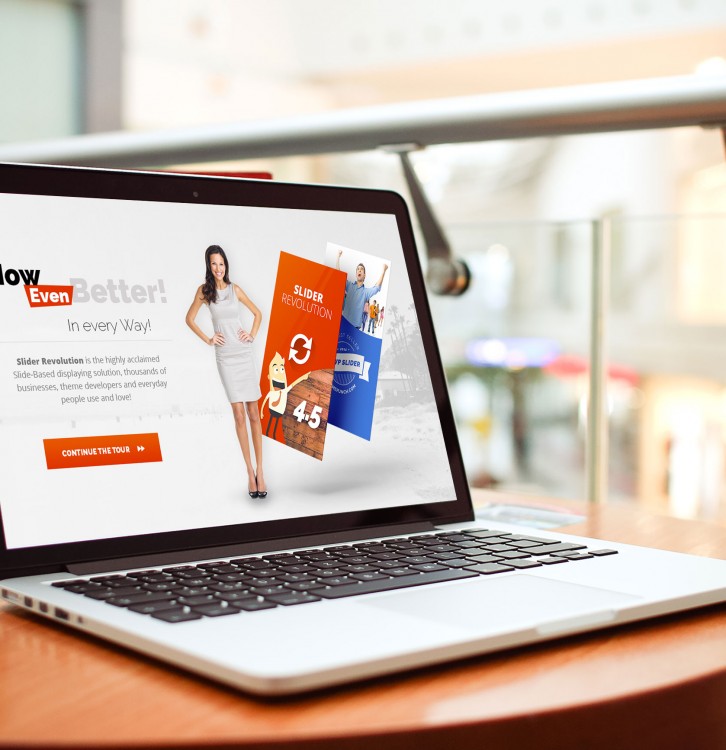 Now
Even Better!
In every Way!
Slider Revolution is the highly acclaimed
Slide-Based displaying solution, thousands of
businesses, theme developers and everyday
people use and love!
CONTINUE THE TOUR
SLIDER
REVOLUTION
4.5
SLIDER